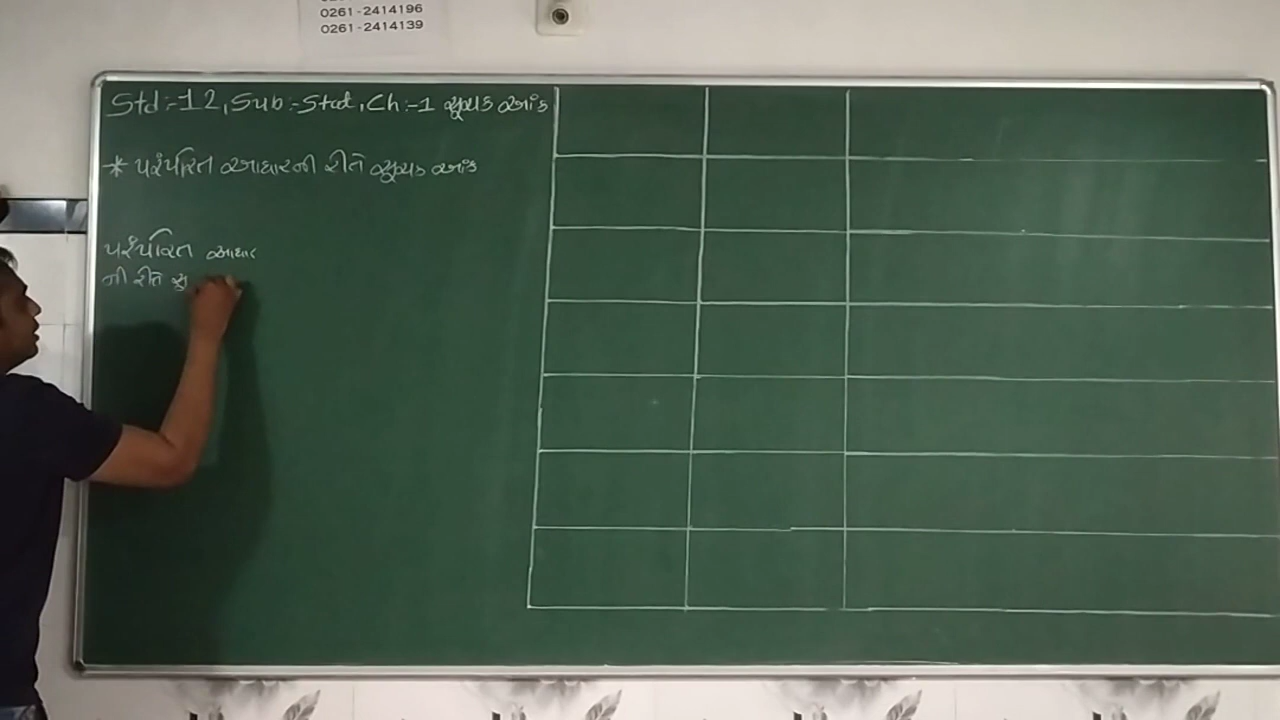 0261-2414196
0261-2414139
Std:-12, Sub:-Stat, Ch:-1 સૂચક આંક
* પરંપરિત આધારની રીતે સૂચક આંક
પરંપરિત આધાર
ની રીતે સુ